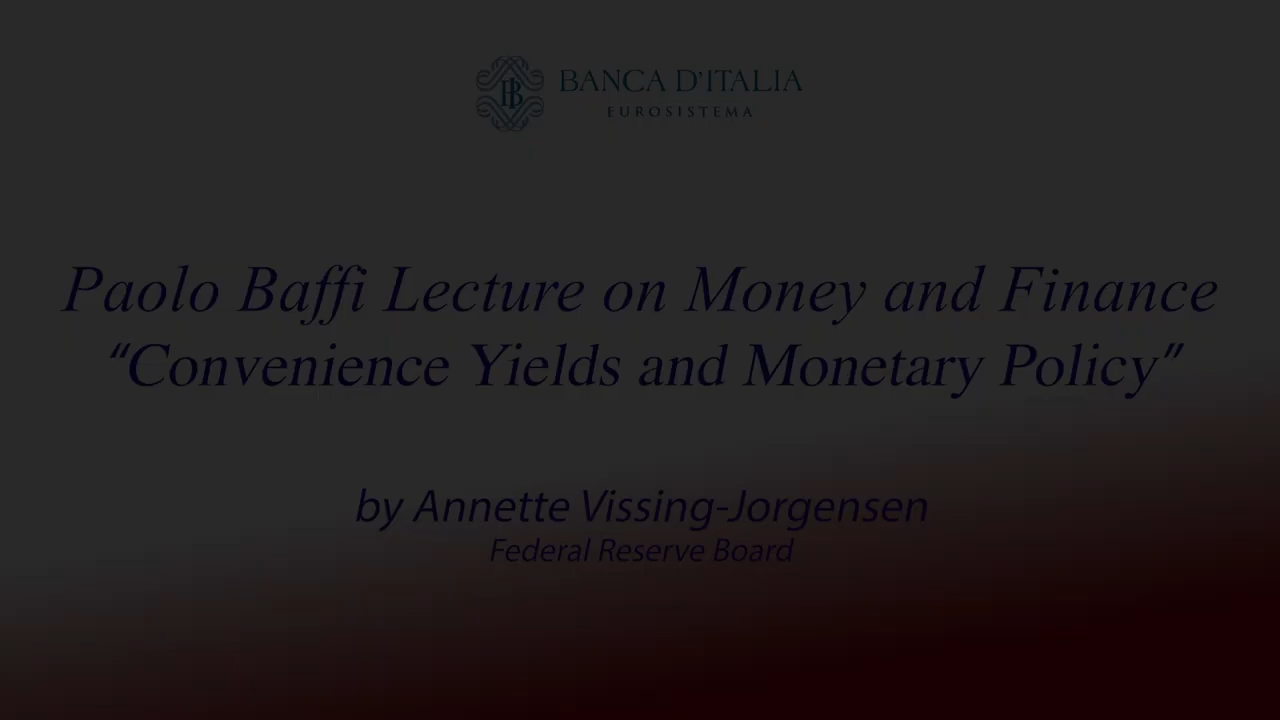 BANCA D'ITALIA
EUROSISTEMA
Paolo Baffi Lecture on Money and Finance
“Convenience Yields and Monetary Policy”
by Annette Vissing-Jorgensen
Federal Reserve Board